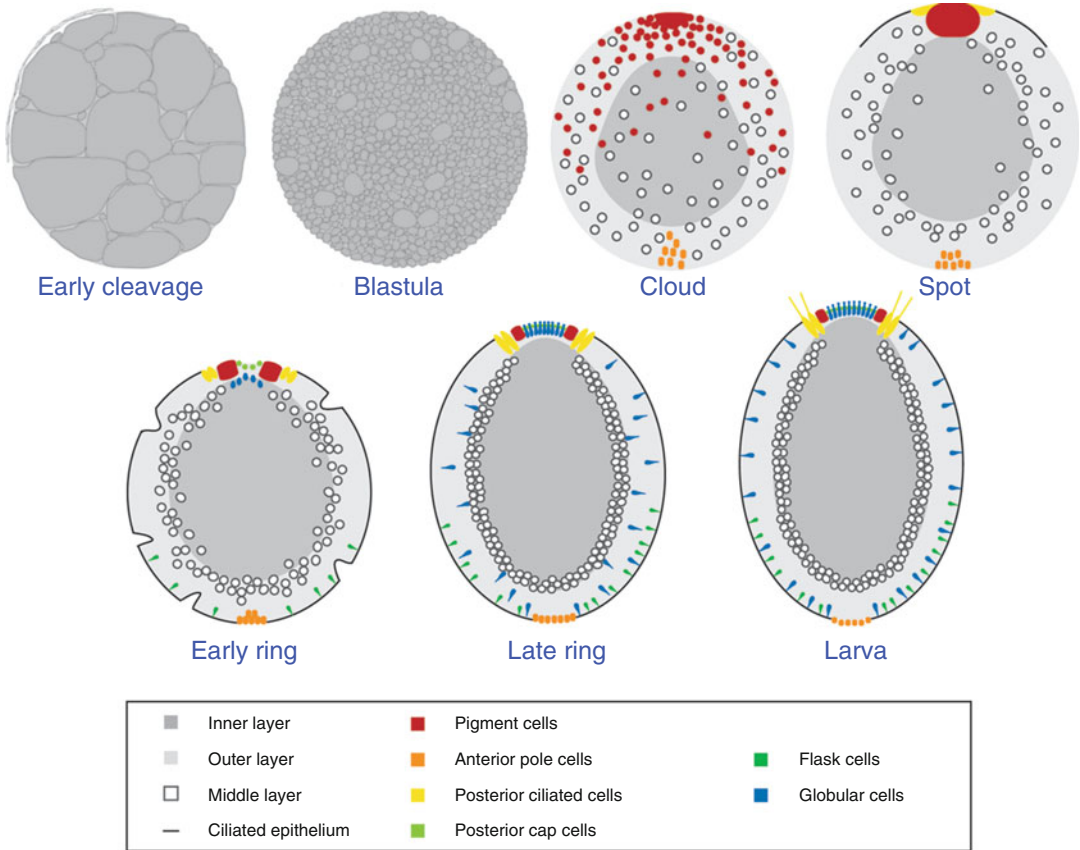 Early cleavage
Blastula
Cloud
Spot
Early ring
Late ring
Larva
Inner layer
Outer layer
Middle layer
Ciliated epithelium
Pigment cells
Anterior pole cells
Posterior ciliated cells
Posterior cap cells
Flask cells
Globular cells